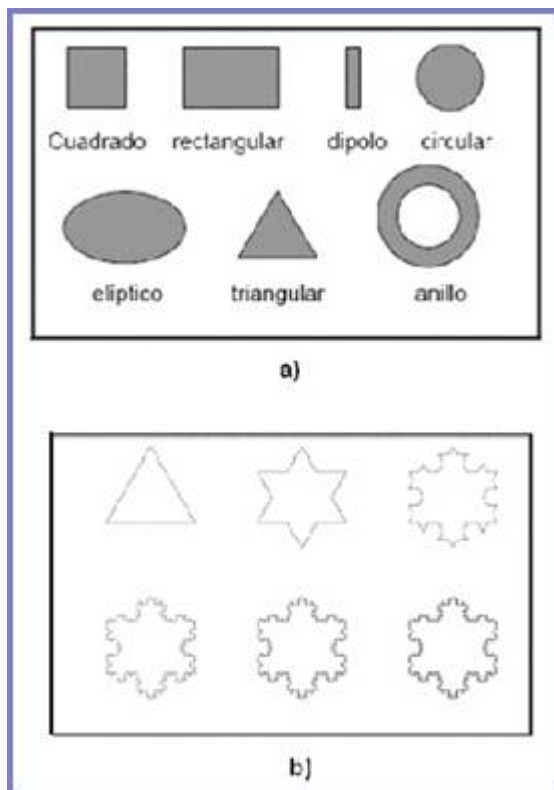 Cuadrado rectangular dipolo circular
elíptico triangular anillo
a)
b)